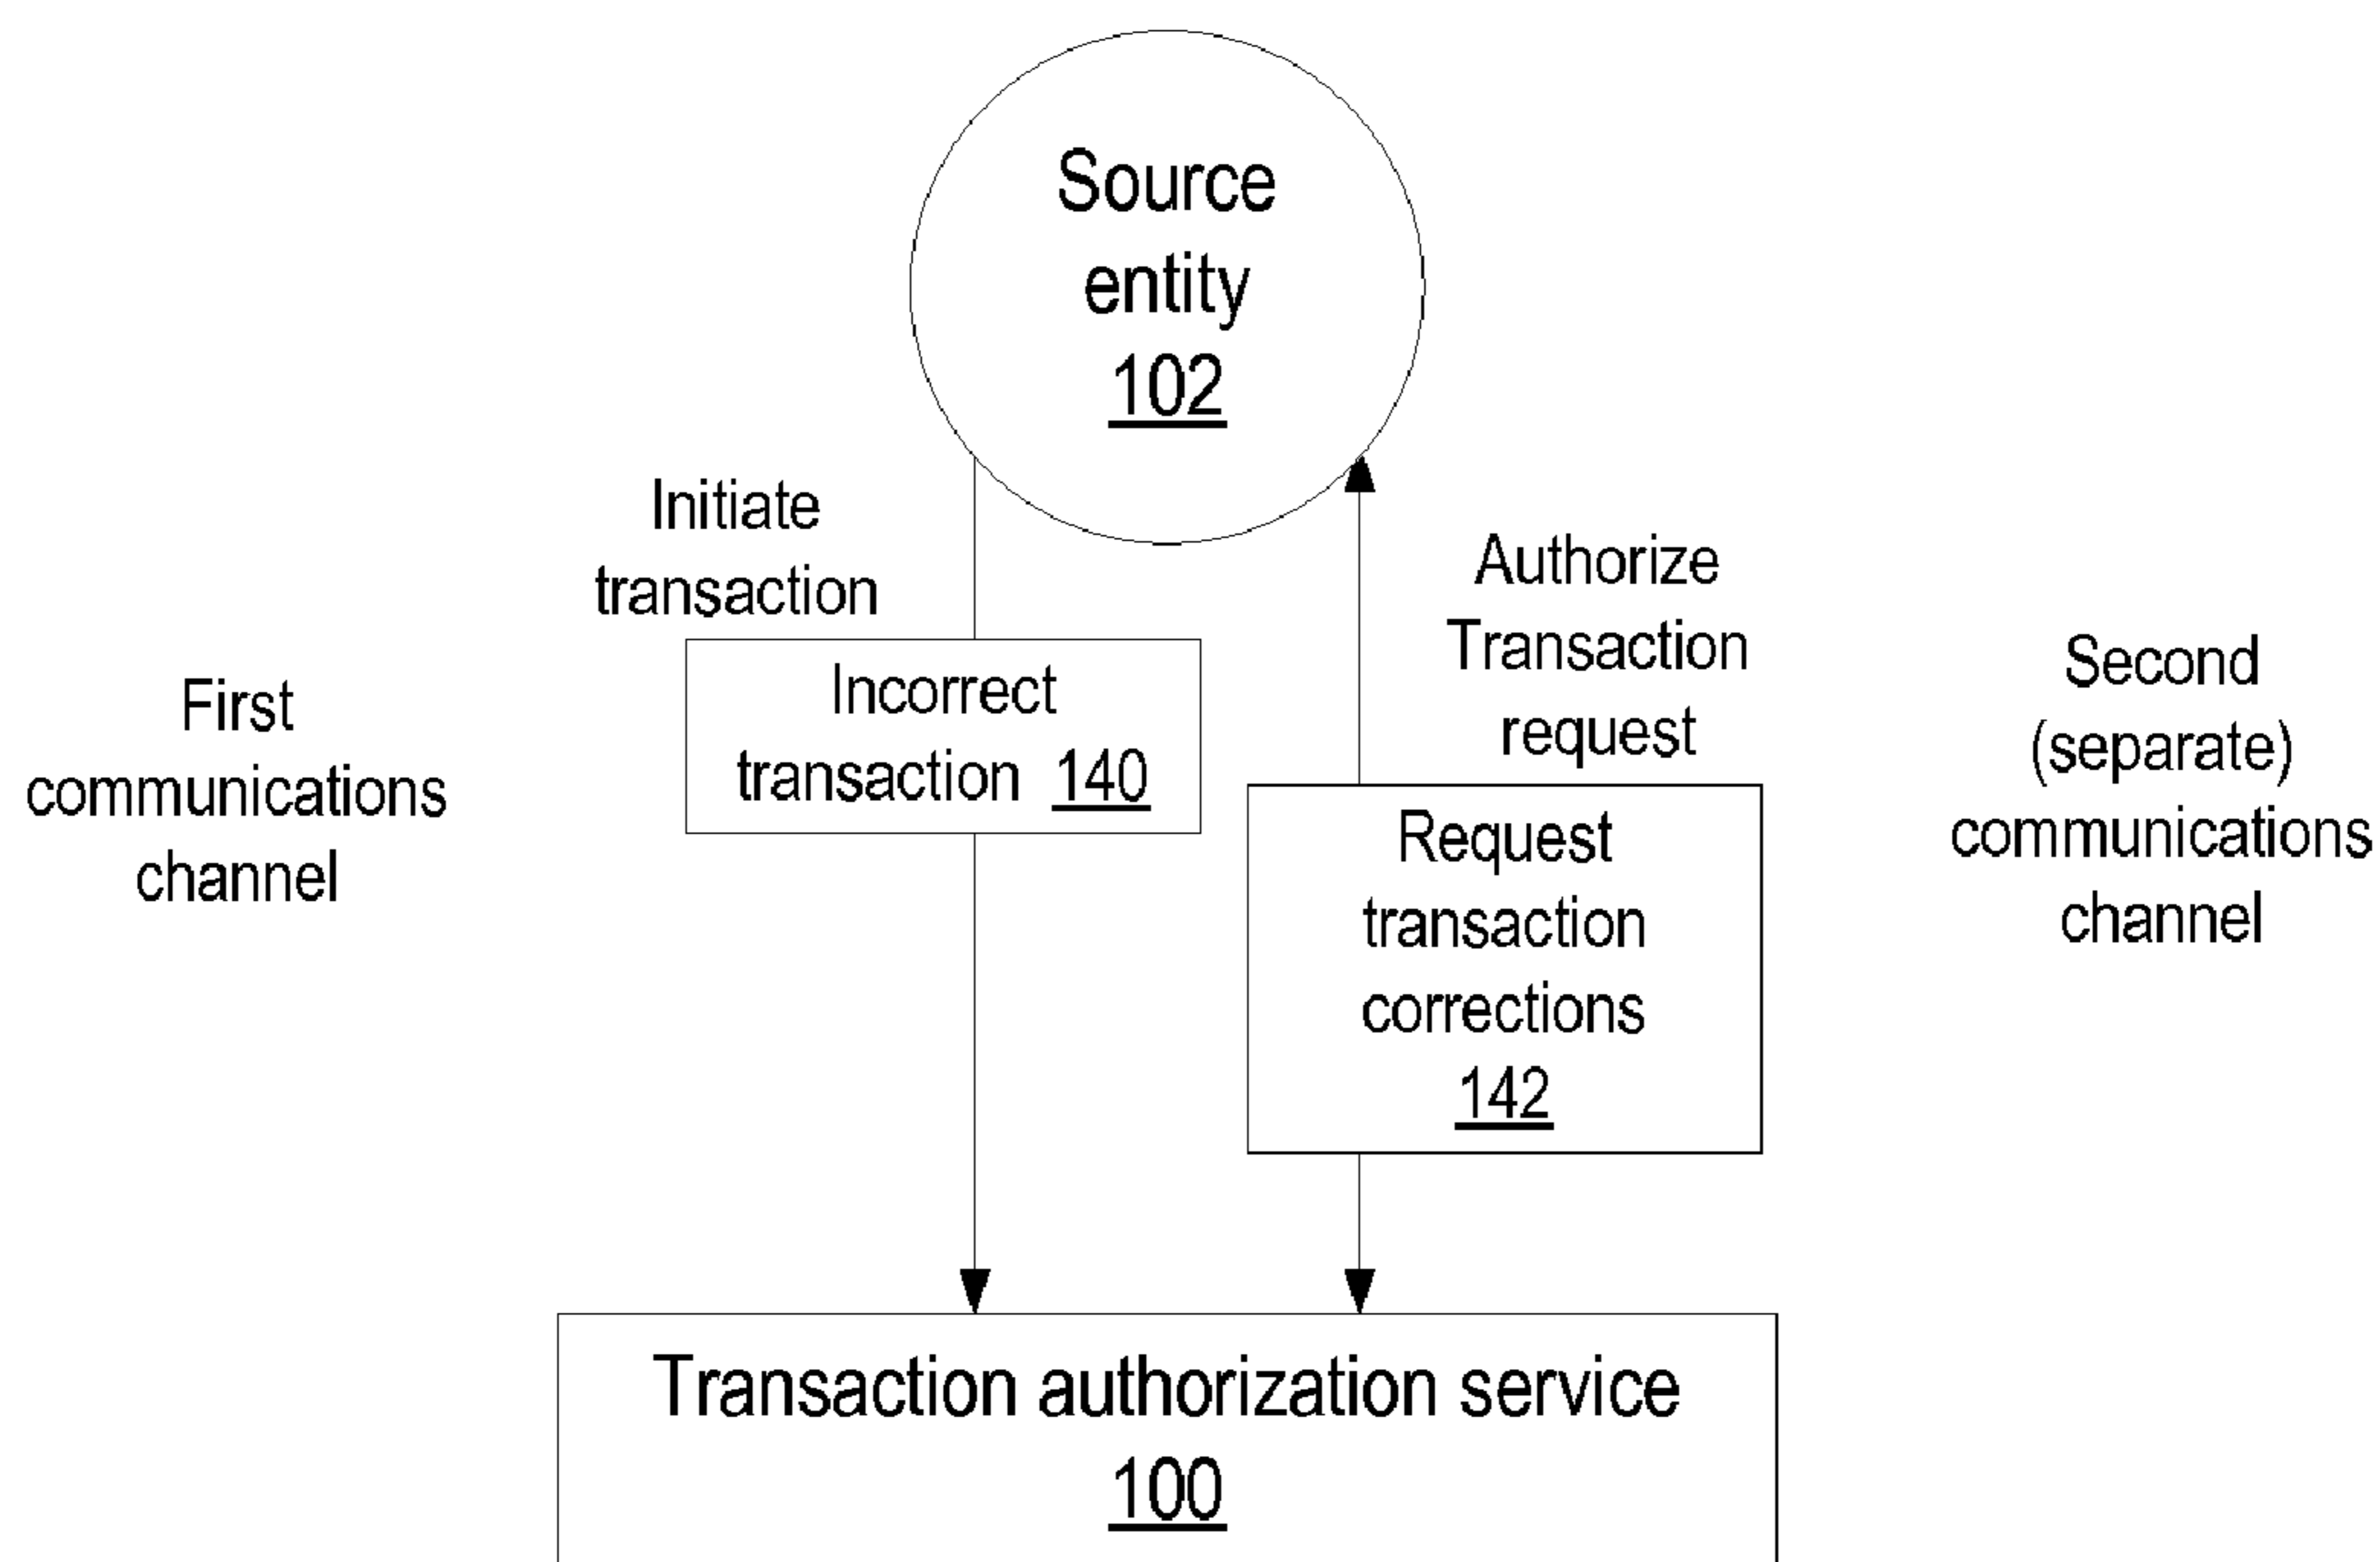 Source
entity
102
Initiate
transaction
Incorrect
transaction 140
First
communications
channel
Authorize
Transaction
request
Request
transaction
corrections
142
Second
(separate)
communications
channel
Transaction authorization service
100